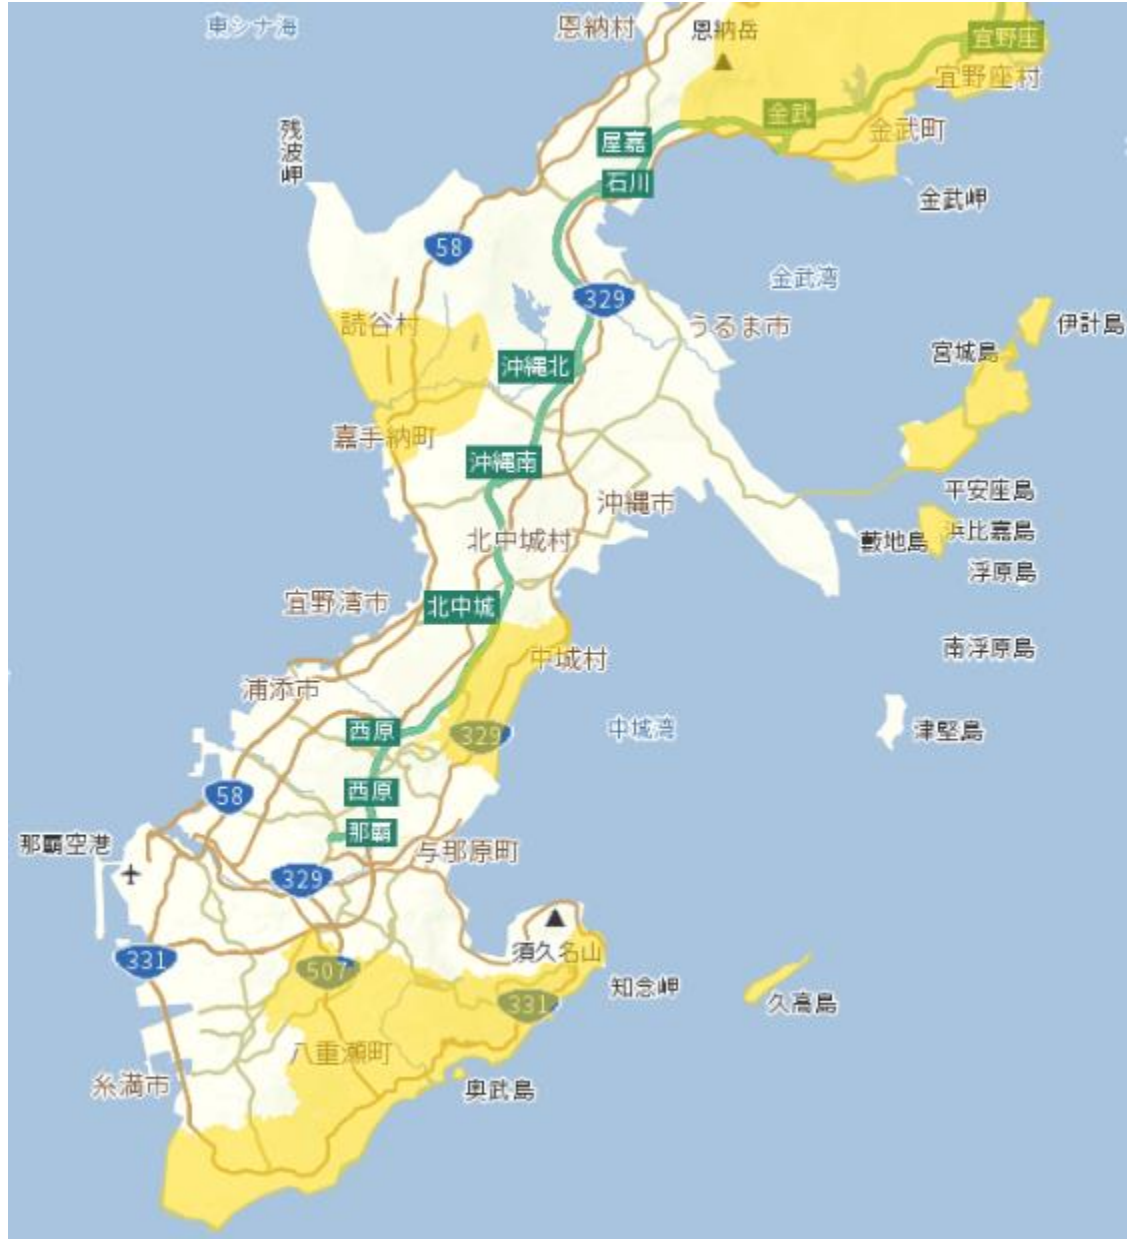 東シナ海
恩納村
恩納岳
宜野座
宜野座村
金武
金武町
残波岬
屋嘉
石川
金武岬
58
金武湾
329
うるま市
読谷村
伊計島
宮城島
沖縄北
嘉手納町
沖縄南
平安座島
沖縄市
浜比嘉島
藪地島
北中城村
浮原島
宜野湾市
北中城
南浮原島
中城村
浦添市
西原
329
中城湾
津堅島
西原
58
那覇
那覇空港
与那原町
329
須久名山
331
507
知念岬
331
久高島
八重瀬町
糸満市
奥武島